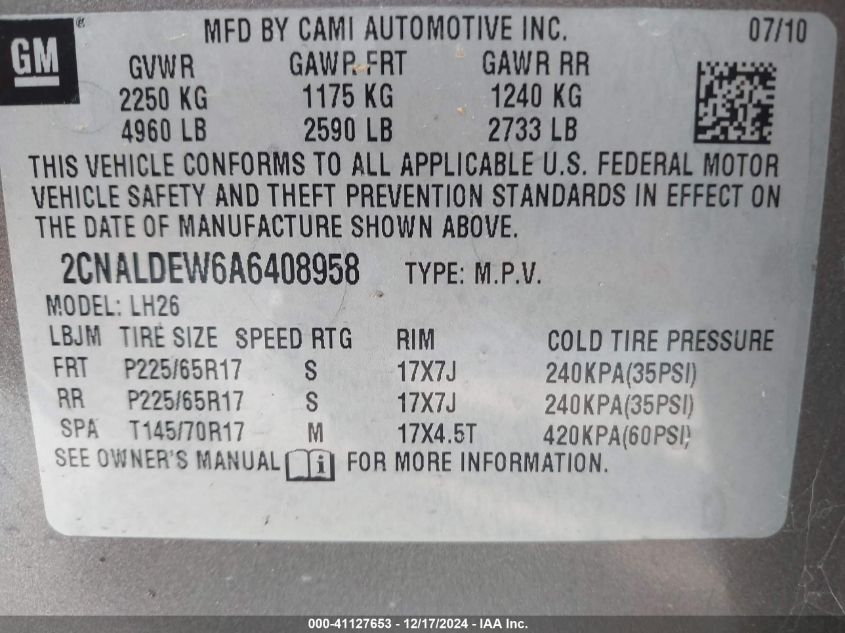 GM ®
MFD BY CAMI AUTOMOTIVE INC. 07/10
GVWR GAWR FRT GAWR RR
2250 KG 1175 KG 1240 KG
4960 LB 2590 LB 2733 LB
THIS VEHICLE CONFORMS TO ALL APPLICABLE U.S. FEDERAL MOTOR
VEHICLE SAFETY AND THEFT PREVENTION STANDARDS IN EFFECT ON
THE DATE OF MANUFACTURE SHOWN ABOVE.
2CNALDEW6A6408958 TYPE: M.P.V.
MODEL: LH26
LBJM TIRE SIZE SPEED RTG RIM COLD TIRE PRESSURE
FRT P225/65R17 S 17X7J 240KPA(35PSI)
RR P225/65R17 S 17X7J 240KPA(35PSI)
SPA T145/70R17 M 17X4.5T 420KPA(60PSI)
SEE OWNER'S MANUAL i FOR MORE INFORMATION.
000-41127653 - 12/17/2024 - IAA Inc.